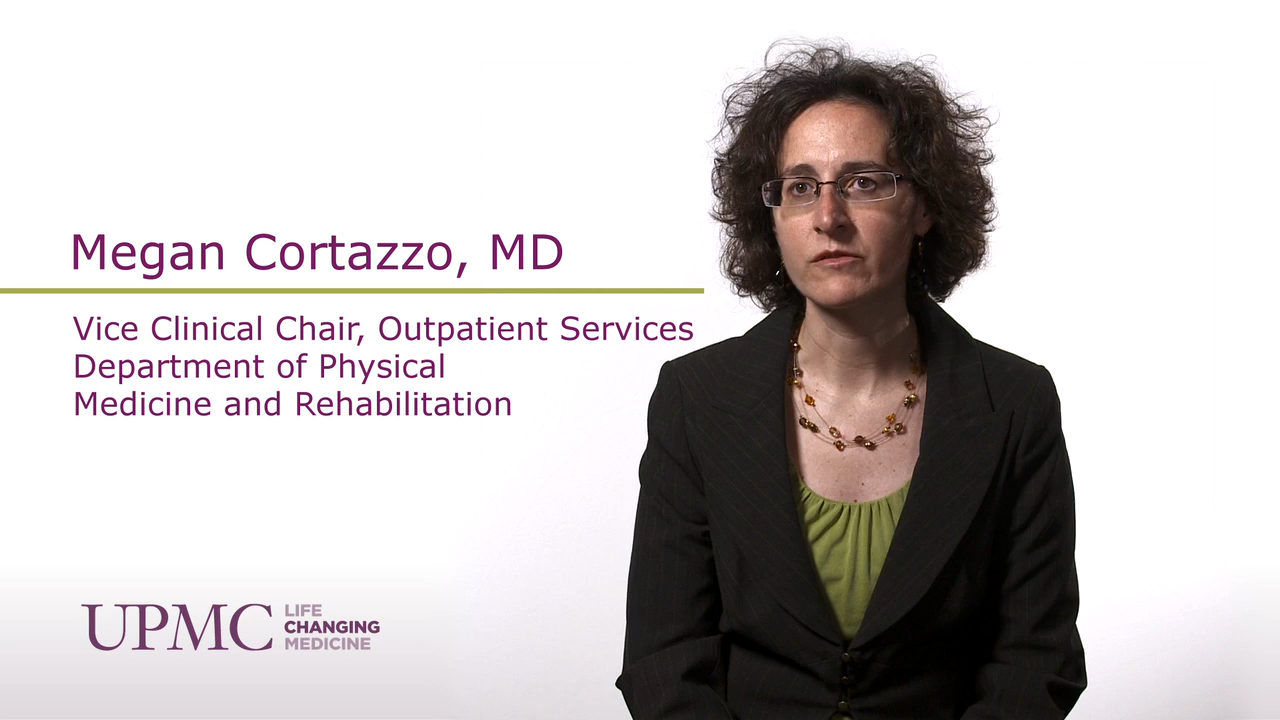 Megan Cortazzo, MD
Vice Clinical Chair, Outpatient Services
Department of Physical
Medicine and Rehabilitation
UPMC LIFE
CHANGING
MEDICINE